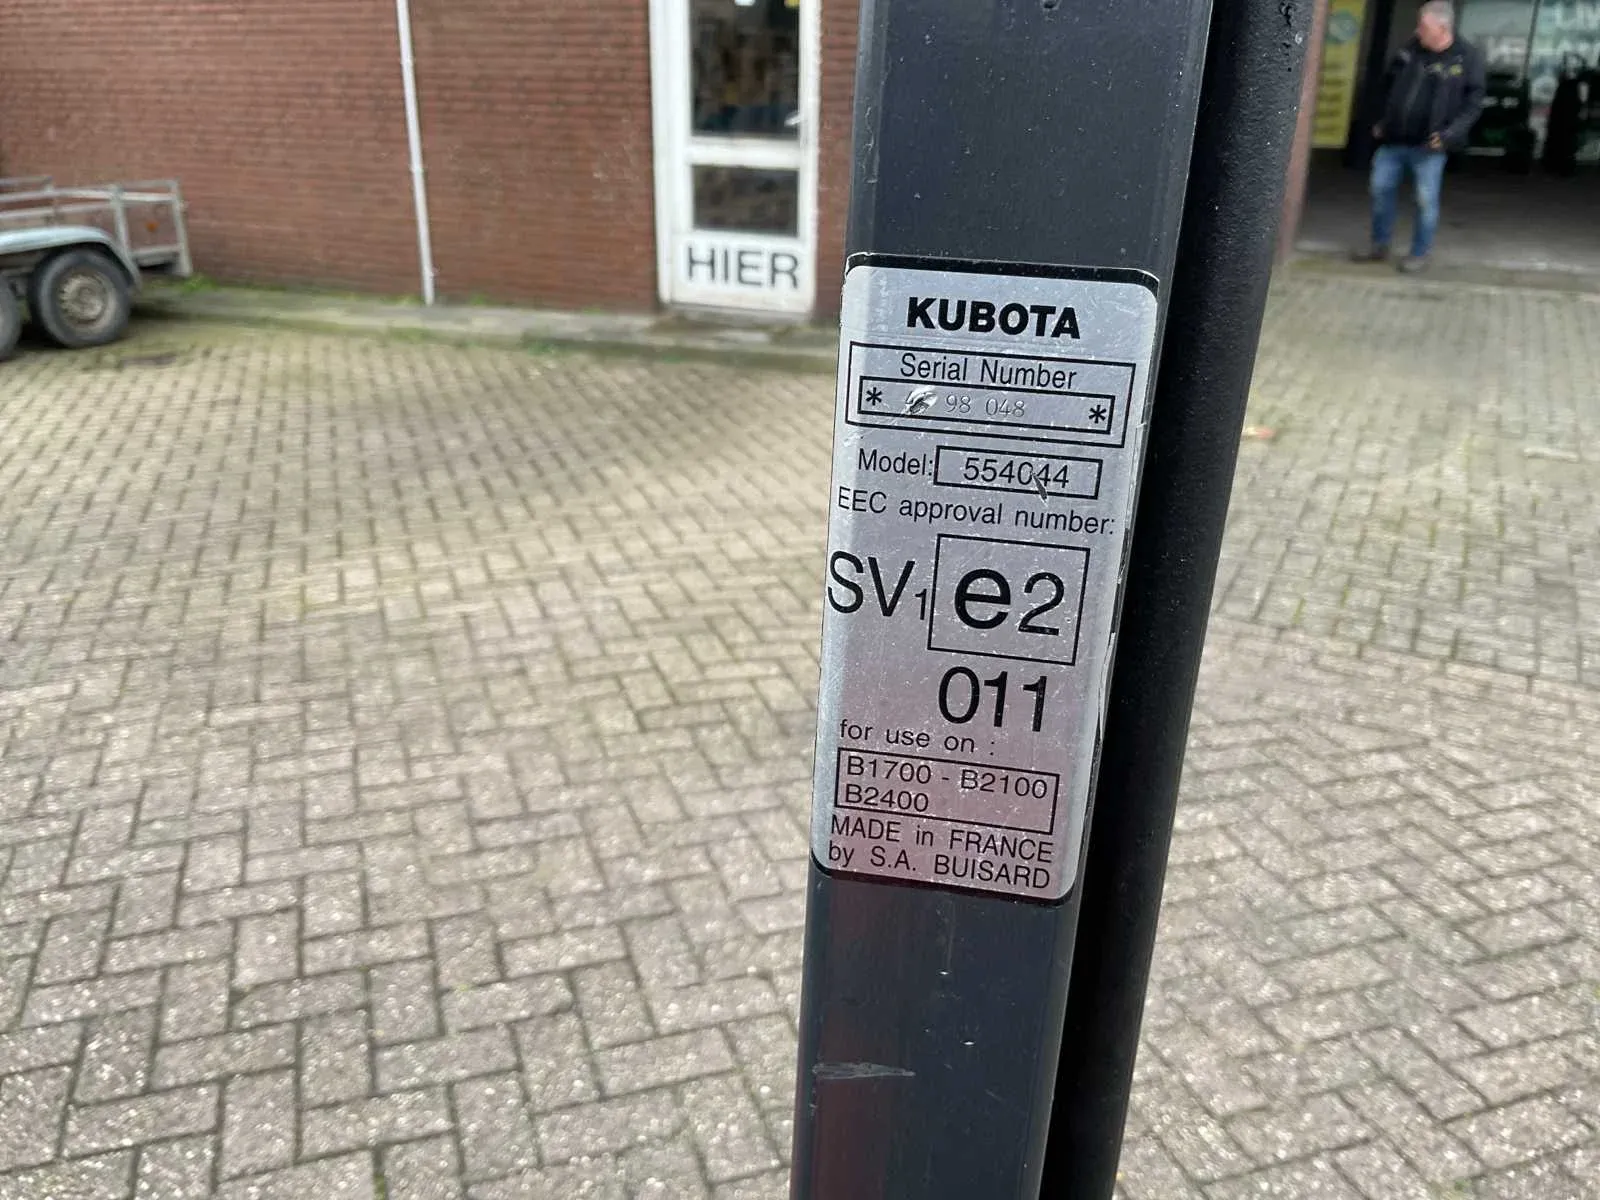 HIER
KUBOTA
Serial Number
* 98 048 *
Model: 554044
EEC approval number:
SV1 e2
011
for use on :
B1700 - B2100
B2400
MADE in FRANCE
by S.A. BUISARD